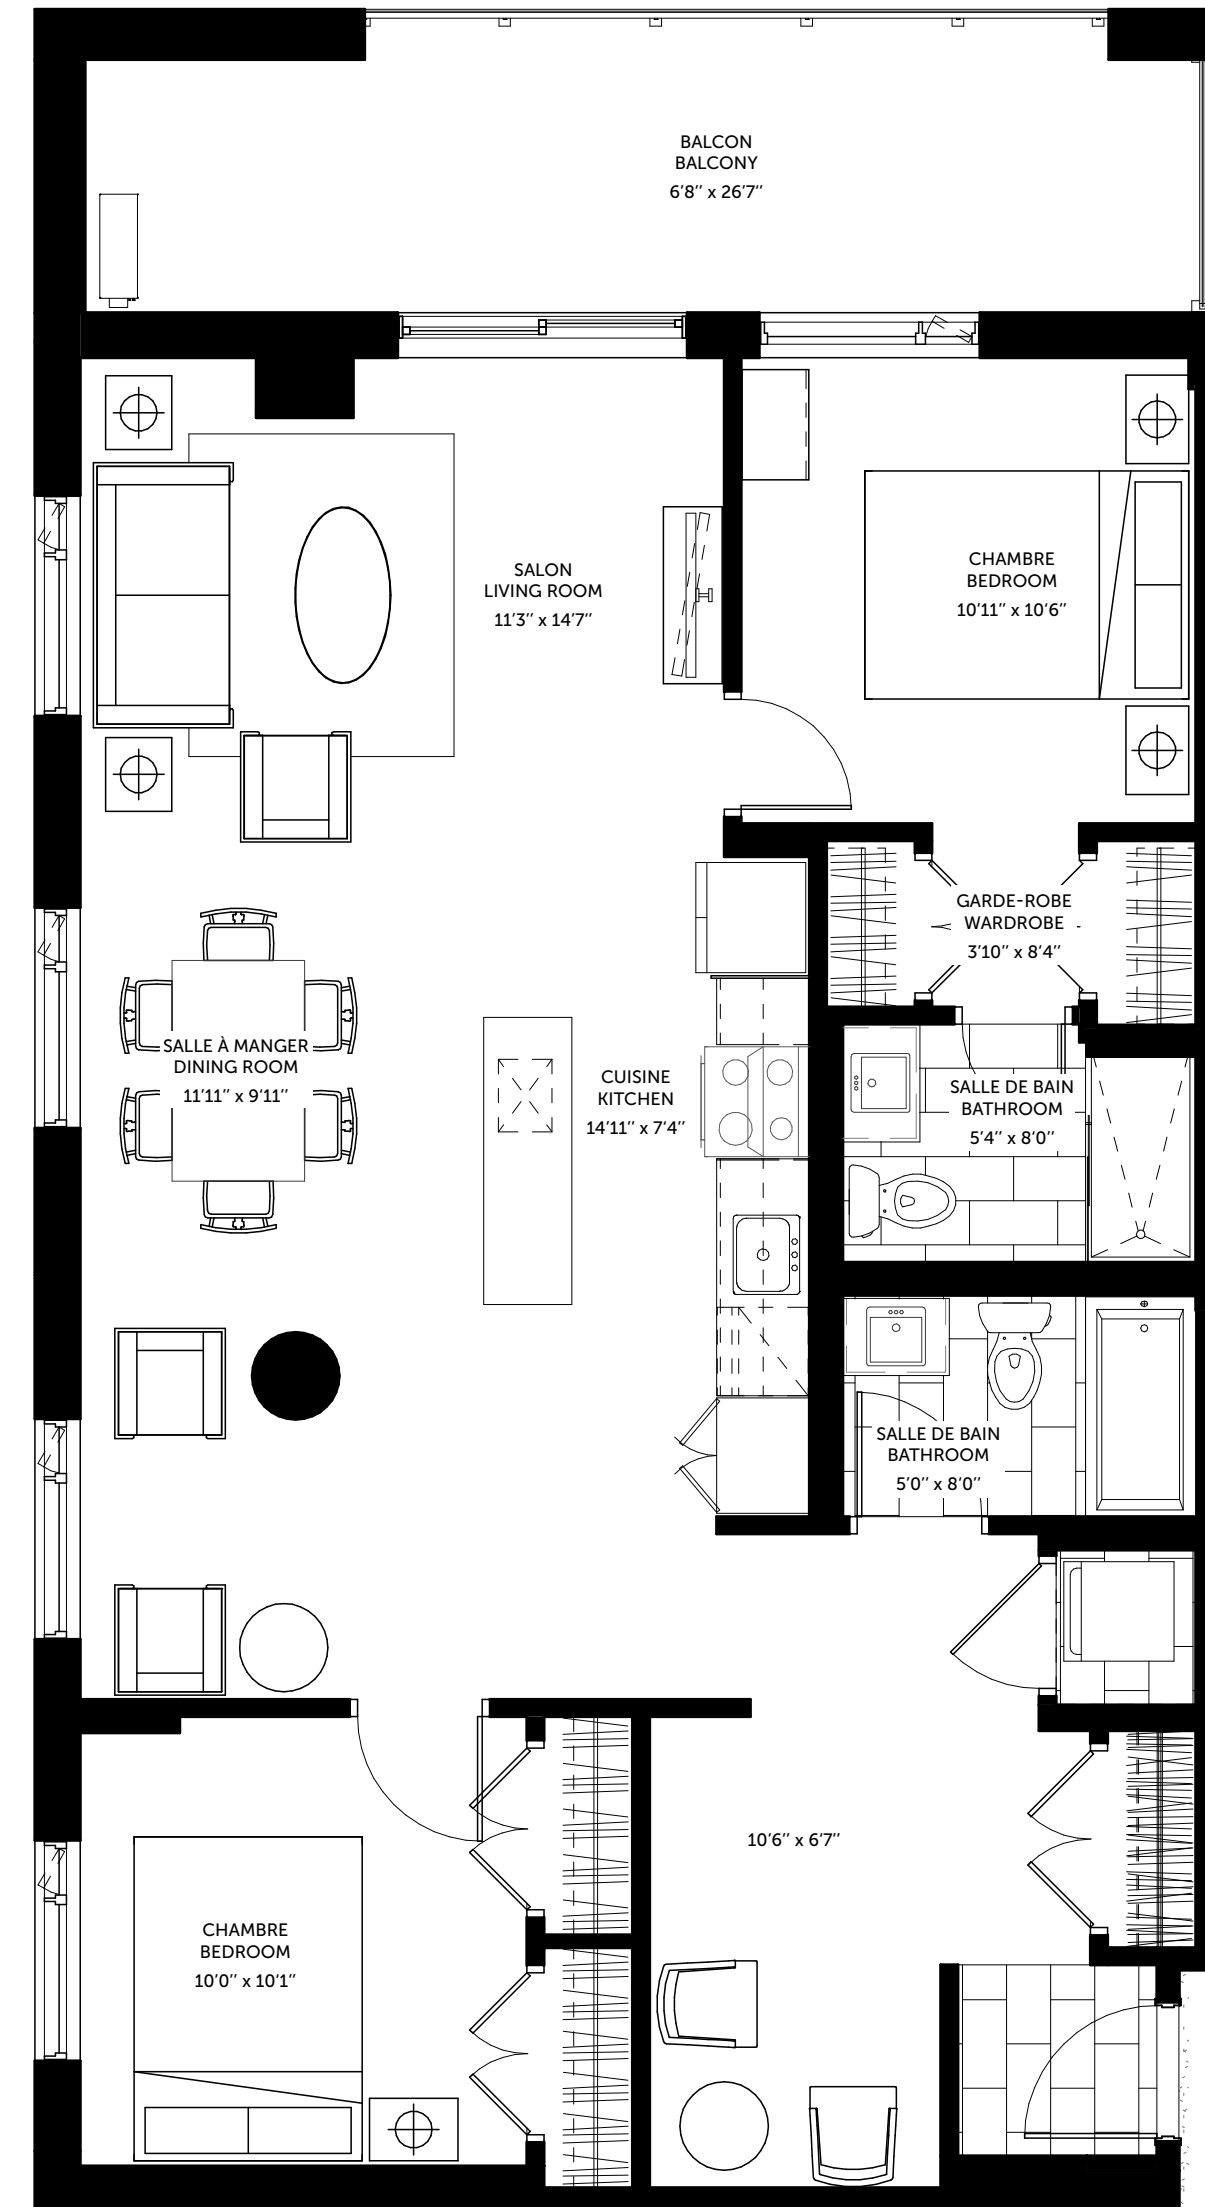 BALCON
BALCONY
6'8'' x 26'7''
SALON
LIVING ROOM
11'3'' x 14'7''
CHAMBRE
BEDROOM
10'11'' x 10'6''
GARDE-ROBE
WARDROBE
3'10'' x 8'4''
SALLE À MANGER
DINING ROOM
11'11'' x 9'11''
CUISINE
KITCHEN
14'11'' x 7'4''
SALLE DE BAIN
BATHROOM
5'4'' x 8'0''
SALLE DE BAIN
BATHROOM
5'0'' x 8'0''
10'6'' x 6'7''
CHAMBRE
BEDROOM
10'0'' x 10'1''